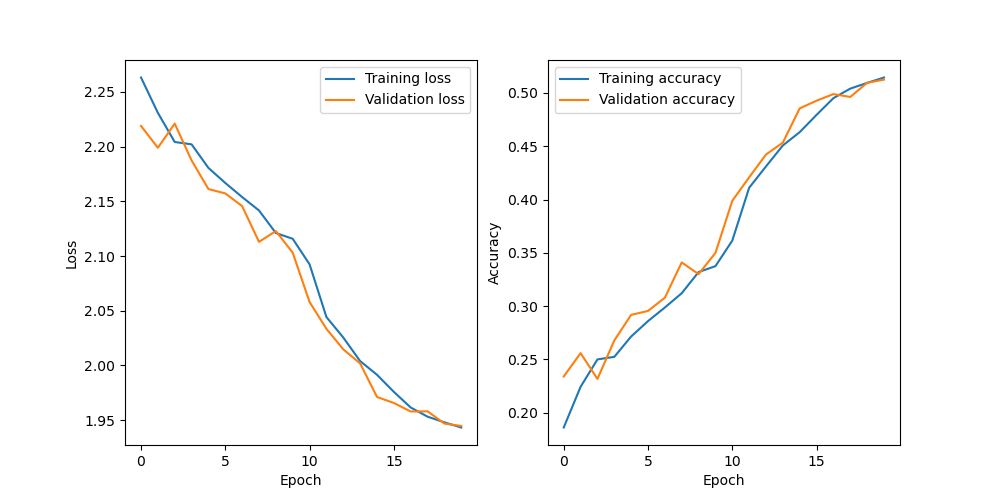 Training loss
Validation loss
2.25
2.20
2.15
2.10
2.05
2.00
1.95
Loss
0 5 10 15
Epoch
Training accuracy
Validation accuracy
0.50
0.45
0.40
0.35
0.30
0.25
0.20
Accuracy
0 5 10 15
Epoch